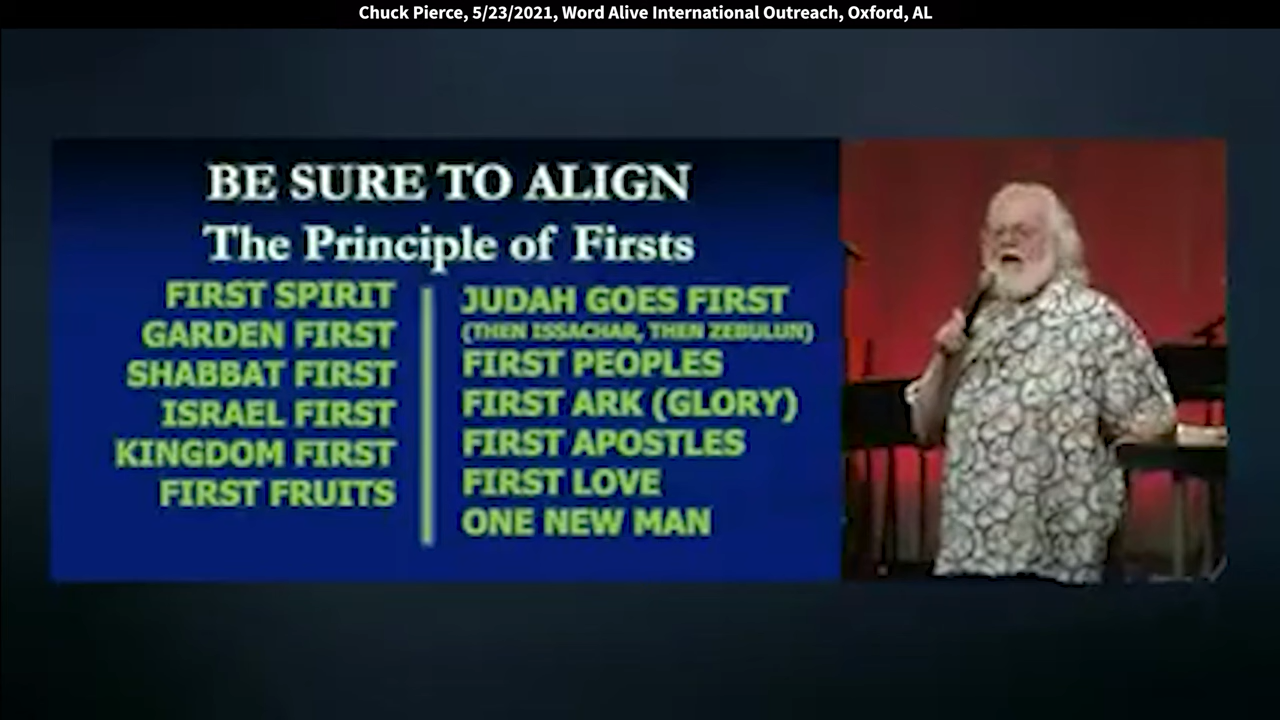 Chuck Pierce, 5/23/2021, Word Alive International Outreach, Oxford, AL
BE SURE TO ALIGN
The Principle of Firsts
FIRST SPIRIT
GARDEN FIRST
SHABBAT FIRST
ISRAEL FIRST
KINGDOM FIRST
FIRST FRUITS
JUDAH GOES FIRST
(THEN ISSACHAR, THEN ZEBULUN)
FIRST PEOPLES
FIRST ARK (GLORY)
FIRST APOSTLES
FIRST LOVE
ONE NEW MAN